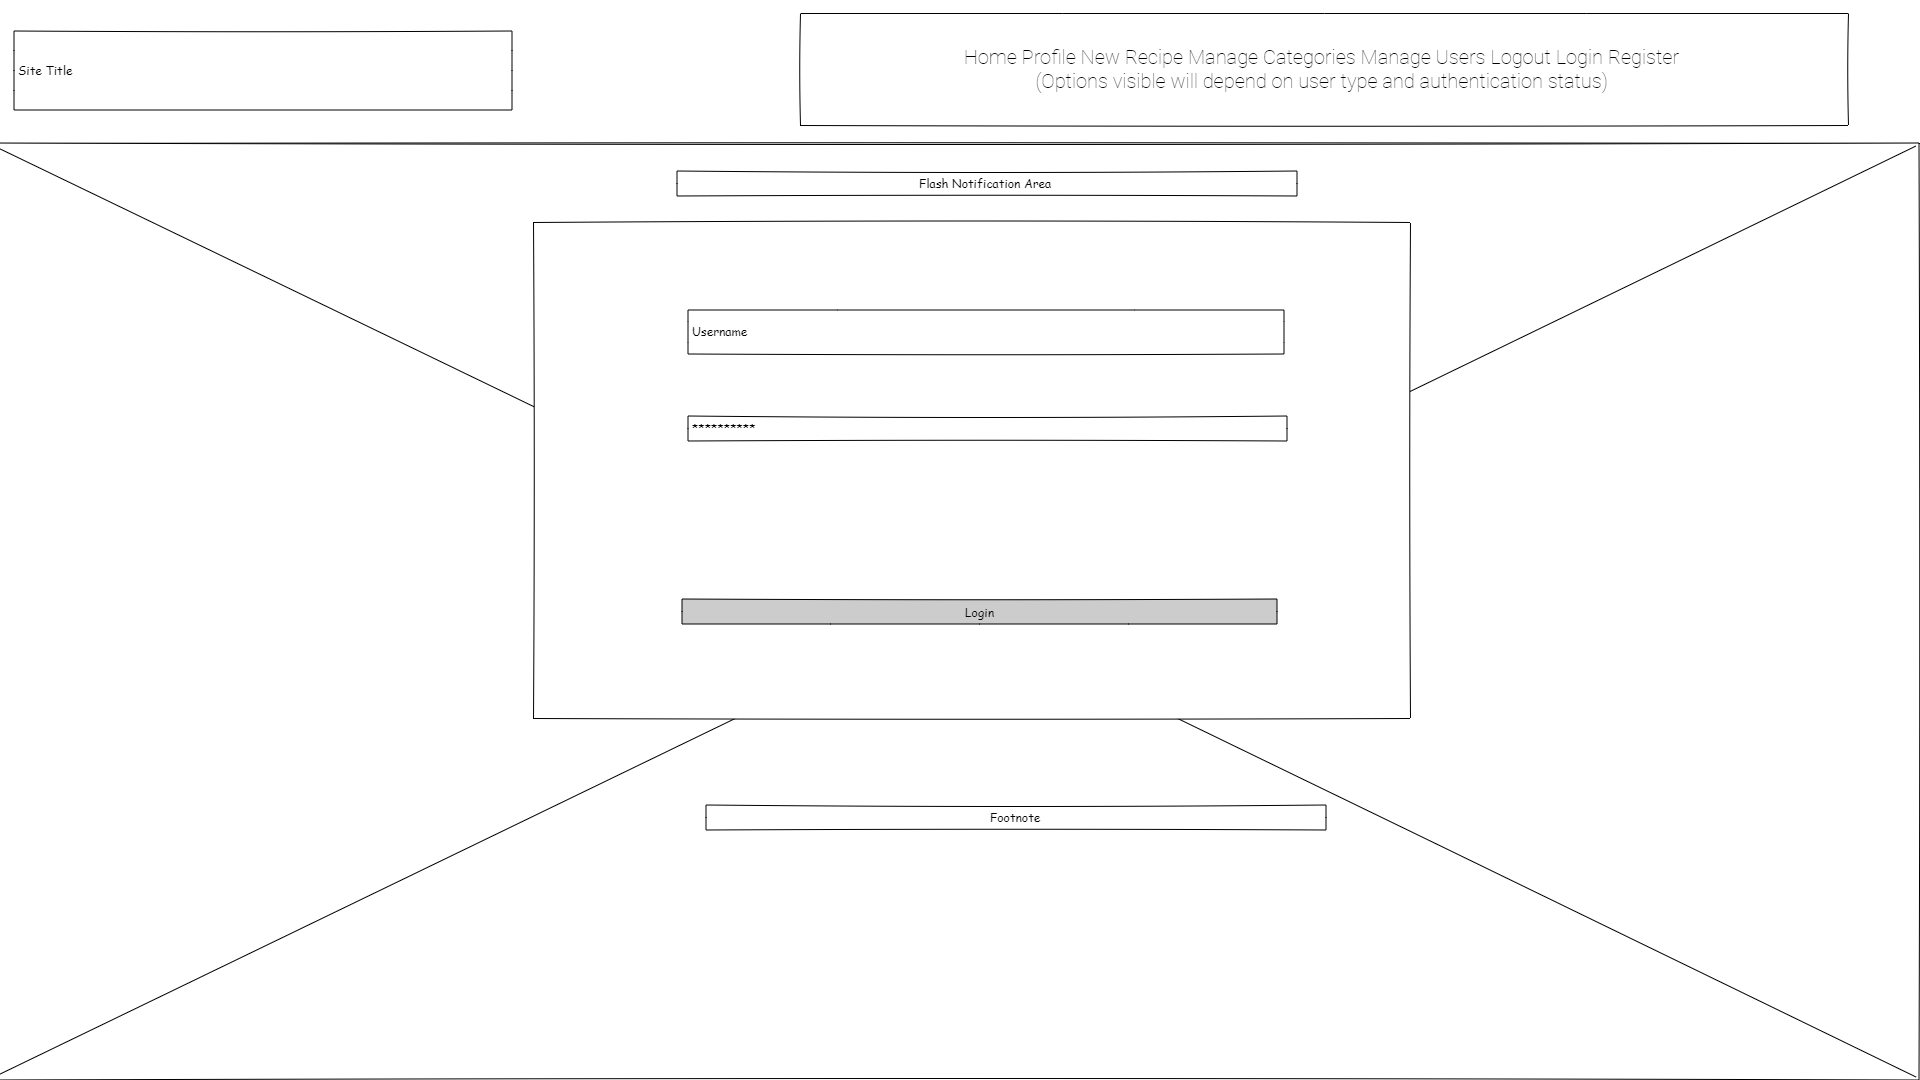 Site Title
Home Profile New Recipe Manage Categories Manage Users Logout Login Register
(Options visible will depend on user type and authentication status)
Flash Notification Area
Username
**********
Login
Footnote